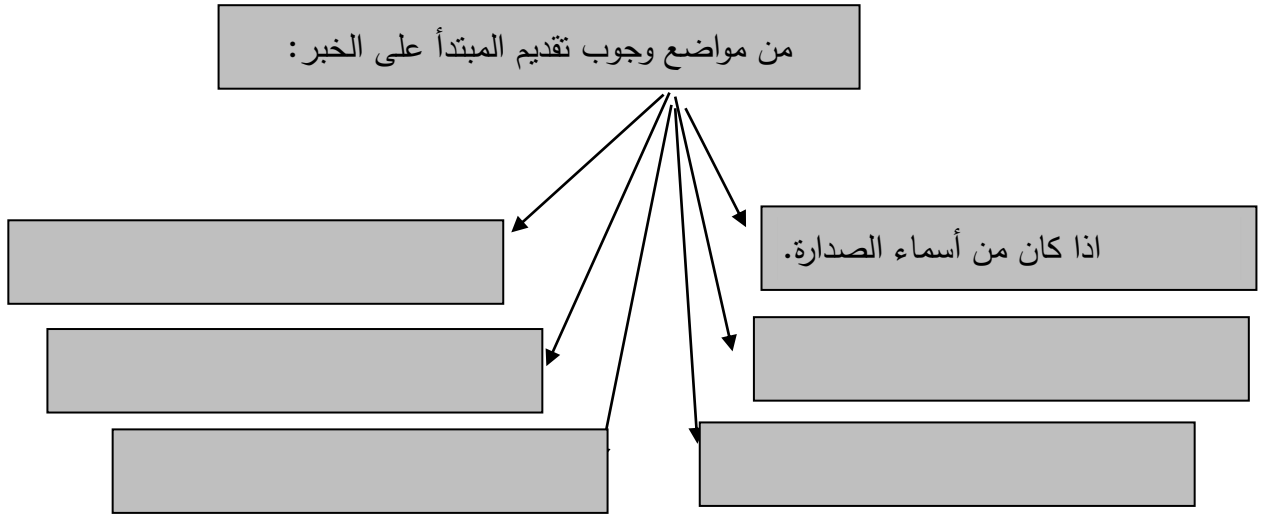 من مواضع وجوب تقديم المبتدأ على الخبر :
اذا كان من أسماء الصدارة.